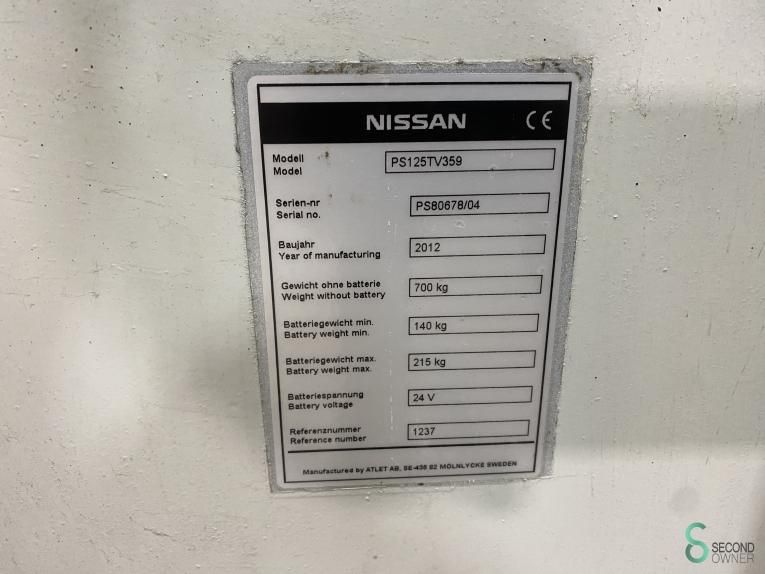 NISSAN CE
Modell
Model
PS125TV359
Serien-nr
Serial no.
PS80678/04
Baujahr
Year of manufacturing
2012
Gewicht ohne batterie
Weight without battery
700 kg
Batteriegewicht min.
Battery weight min.
140 kg
Batteriegewicht max.
Battery weight max.
215 kg
Batteriespannung
Battery voltage
24 V
Referenznummer
Reference number
1237
Manufactured by ATLET AB, SE-435 82 MÖLNLYCKE SWEDEN
SECOND
OWNER